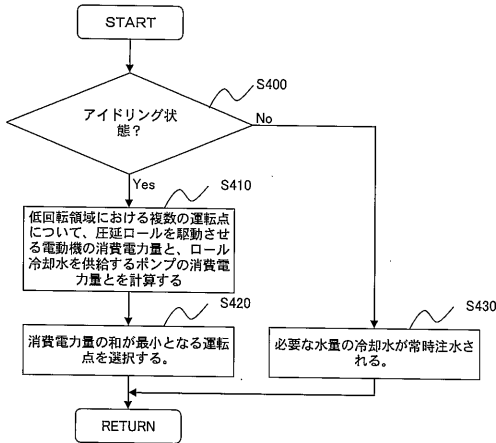 START
S400
アイドリング状
態？
No
Yes
S410
低回転領域における複数の運転点
について、圧延ロールを駆動させ
る電動機の消費電力量と、ロール
冷却水を供給するポンプの消費電
力量とを計算する
S420
S430
消費電力量の和が最小となる運転
点を選択する。
必要な水量の冷却水が常時注水さ
れる。
RETURN